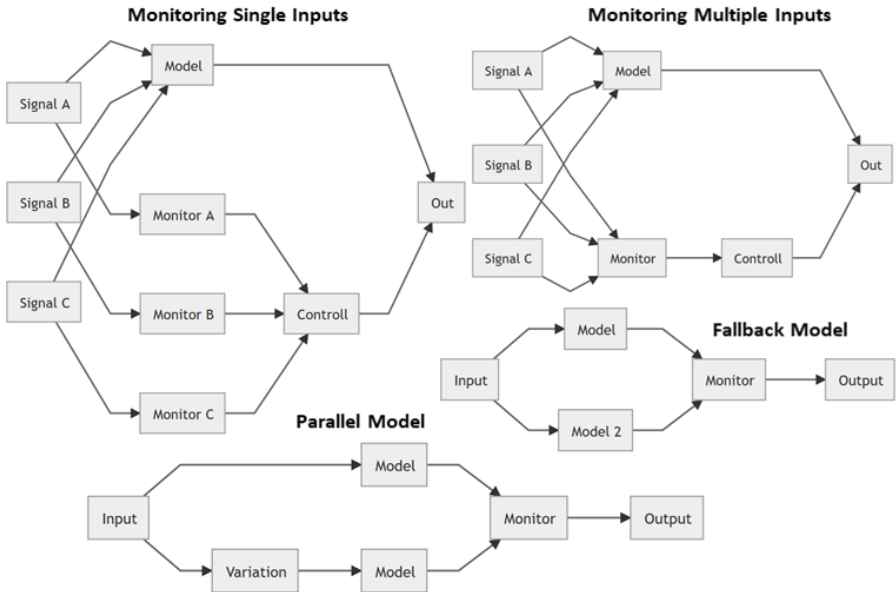 Monitoring Single Inputs
Model
Signal A
Signal B
Monitor A
Out
Signal C
Monitor B
Controll
Monitor C
Monitoring Multiple Inputs
Signal A
Model
Signal B
Out
Signal C
Monitor
Controll
Fallback Model
Model
Input
Monitor
Output
Model 2
Parallel Model
Model
Input
Monitor
Output
Variation
Model